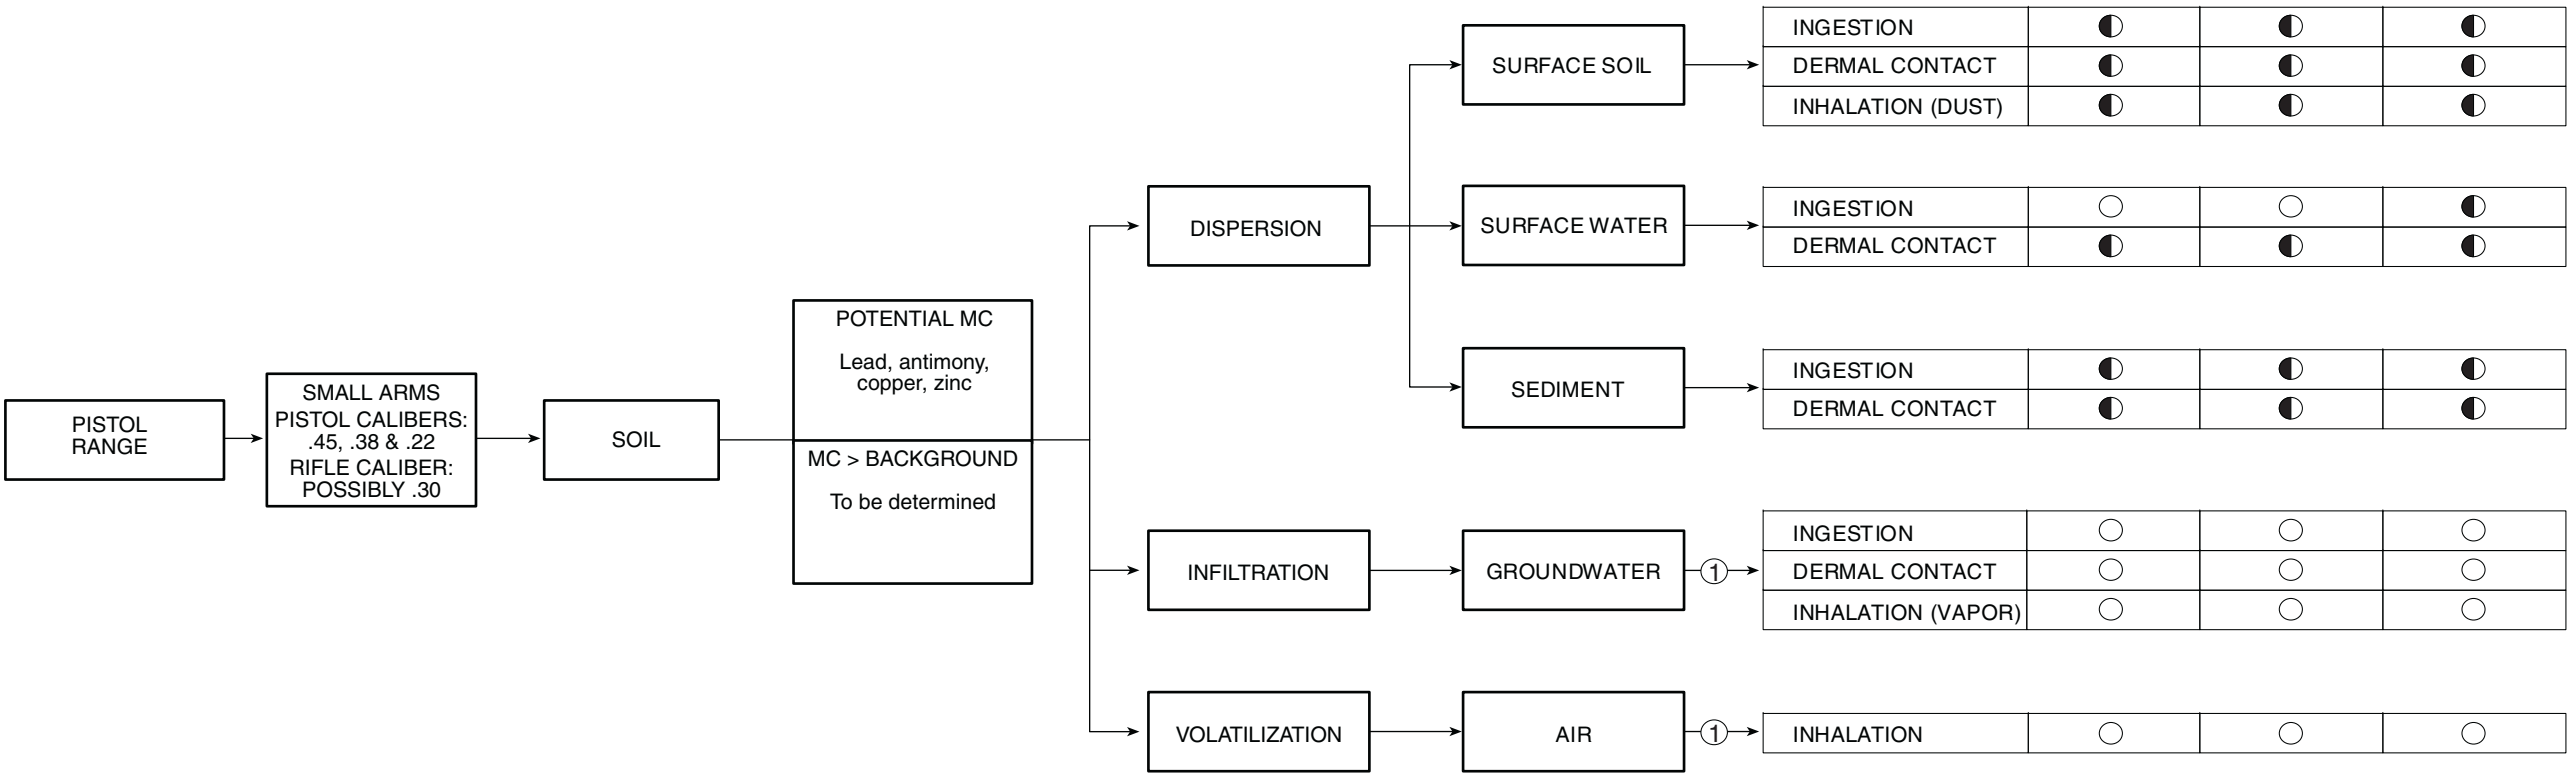 PISTOL
RANGE
SMALL ARMS
PISTOL CALIBERS:
.45, .38 & .22
RIFLE CALIBER:
POSSIBLY .30
SOIL
POTENTIAL MC
Lead, antimony,
copper, zinc
MC > BACKGROUND
To be determined
DISPERSION
SURFACE SOIL
INGESTION
DERMAL CONTACT
INHALATION (DUST)
SURFACE WATER
INGESTION
DERMAL CONTACT
SEDIMENT
INGESTION
DERMAL CONTACT
INFILTRATION
GROUNDWATER
1
INGESTION
DERMAL CONTACT
INHALATION (VAPOR)
VOLATILIZATION
AIR
1
INHALATION